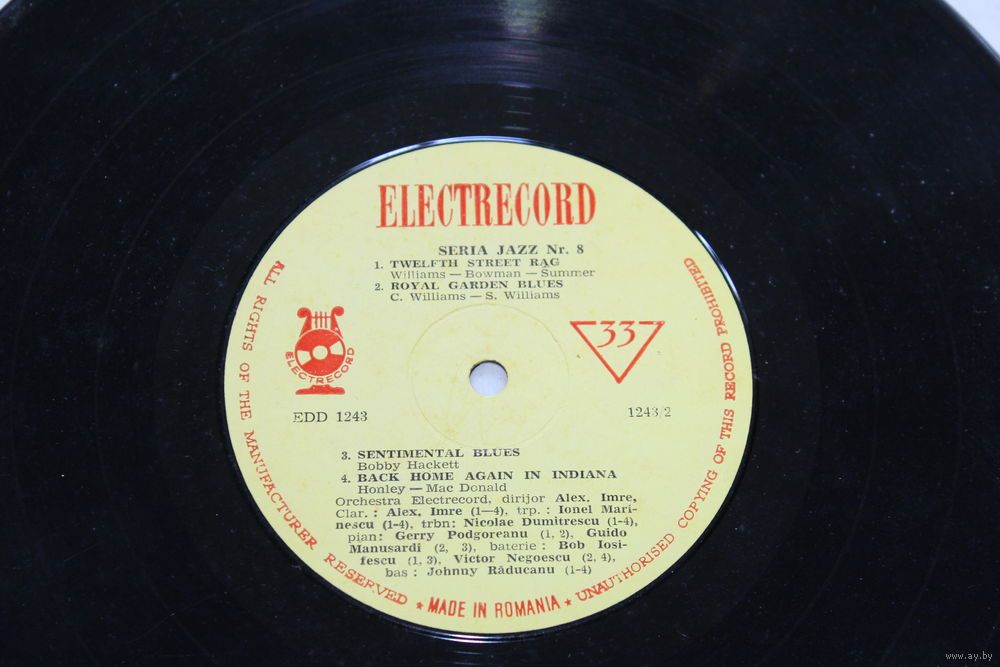 ELECTRECORD
SERIA JAZZ Nr. 8
1. TWELFTH STREET RAG
Williams — Bowman — Summer
2. ROYAL GARDEN BLUES
C. Williams — S. Williams
ELECTRECORD
33
EDD 1243
1243/2
3. SENTIMENTAL BLUES
Bobby Hackett
4. BACK HOME AGAIN IN INDIANA
Honley — Mac Donald
Orchestra Electrecord, dirijor Alex. Imre,
Clar. : Alex. Imre (1—4), trp. : Ionel Mari-
nescu (1-4), trbn: Nicolae Dumitrescu (1-4),
pian: Gerry Podgoreanu (1, 2), Guido
Manusardi (2, 3), baterie : Bob Iosi-
fescu (1, 3), Victor Negoescu (2, 4),
bas : Johnny Răducanu (1-4)
ALL RIGHTS OF THE MANUFACTURER RESERVED ★ MADE IN ROMANIA ★ UNAUTHORISED COPYING OF THIS RECORD PROHIBITED
www.ay.by